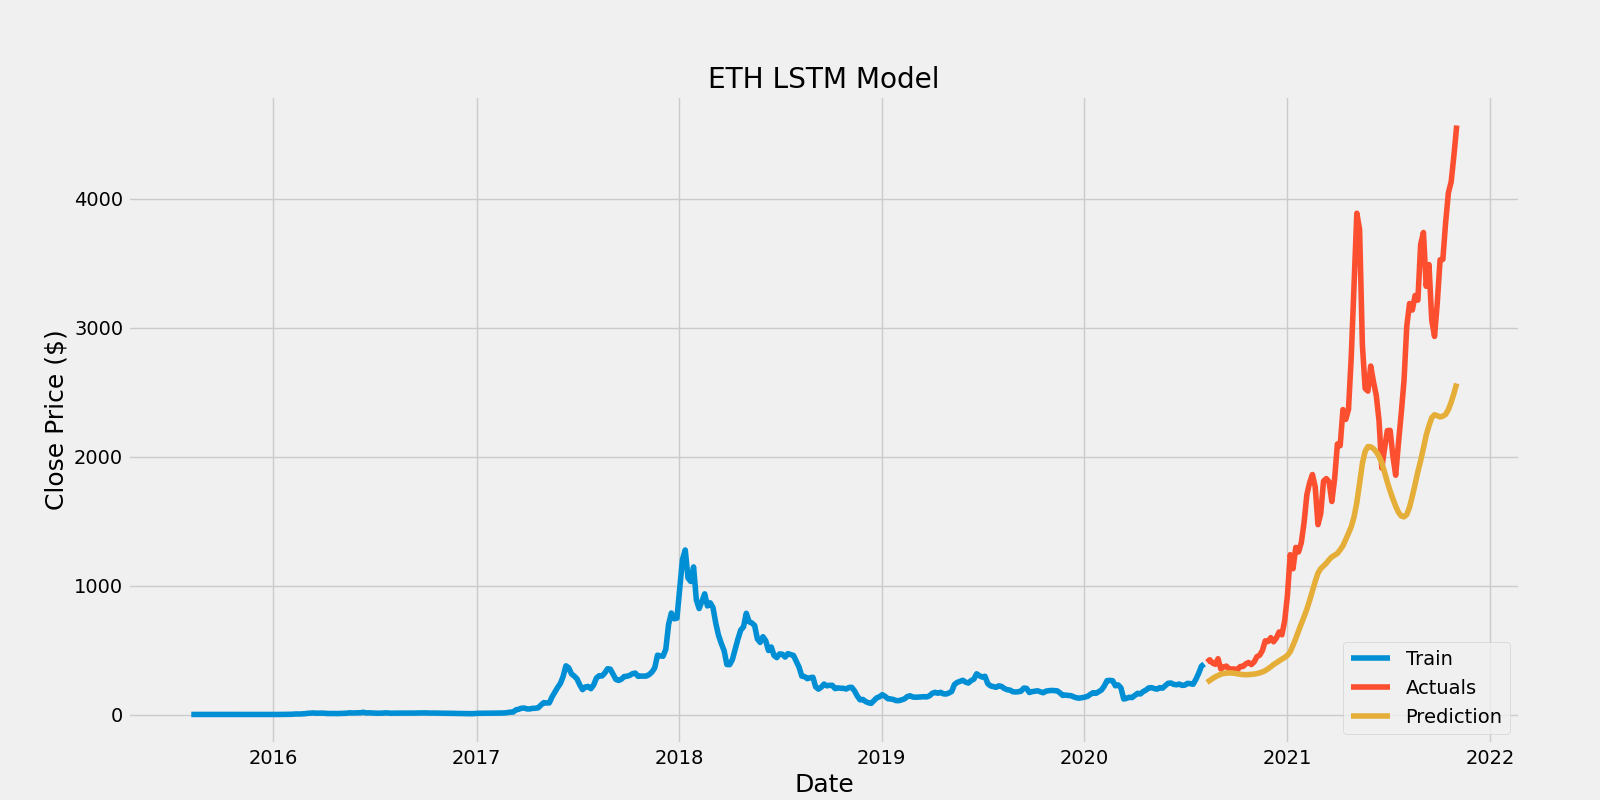 ETH LSTM Model
Close Price ($)
4000
3000
2000
1000
0
Train
Actuals
Prediction
2016 2017 2018 2019 2020 2021 2022
Date